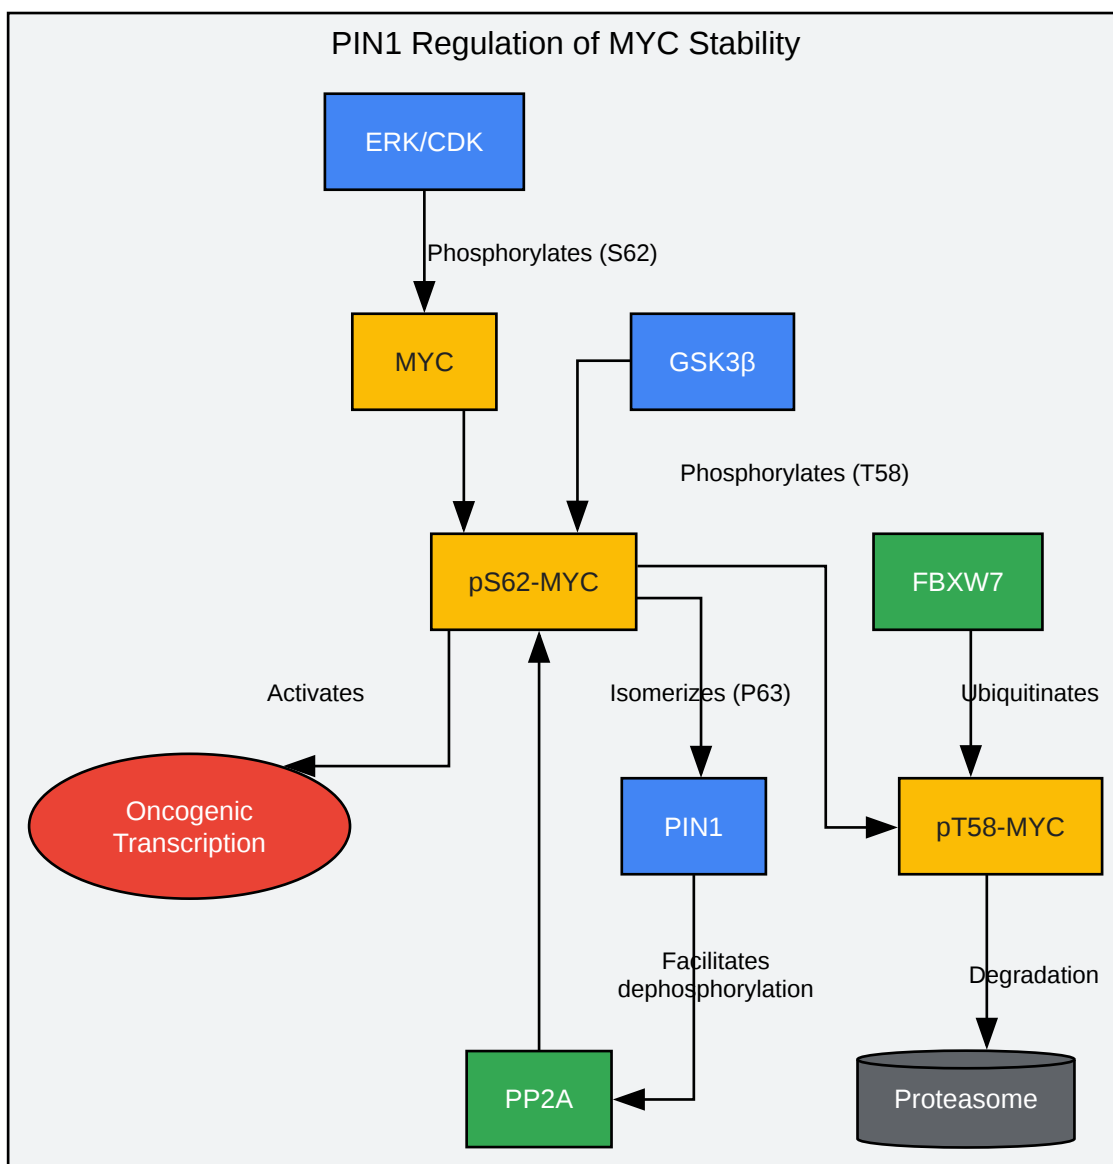 PIN1 Regulation of MYC Stability
ERK/CDK
Phosphorylates (S62)
MYC
GSK3β
Phosphorylates (T58)
pS62-MYC
FBXW7
Activates
Isomerizes (P63)
Ubiquitinates
Oncogenic
Transcription
PIN1
pT58-MYC
Facilitates
dephosphorylation
Degradation
PP2A
Proteasome